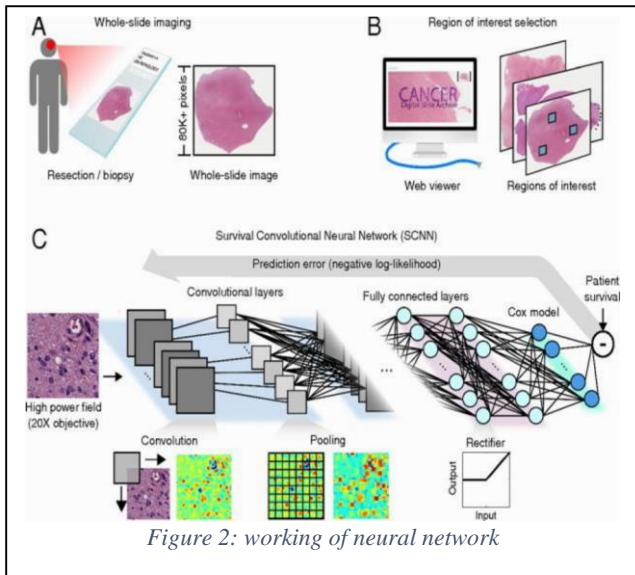 A
Whole-slide imaging
80K+ pixels
Resection / biopsy
Whole-slide image
B
Region of interest selection
CANCER
Digital Slide Archive
Web viewer
Regions of interest
C
Survival Convolutional Neural Network (SCNN)
Prediction error (negative log-likelihood)
Convolutional layers
Fully connected layers
Cox model
Patient
survival
High power field
(20X objective)
...
...
...
...
...
...
-
Convolution
Pooling
Rectifier
Output
Input
Figure 2: working of neural network